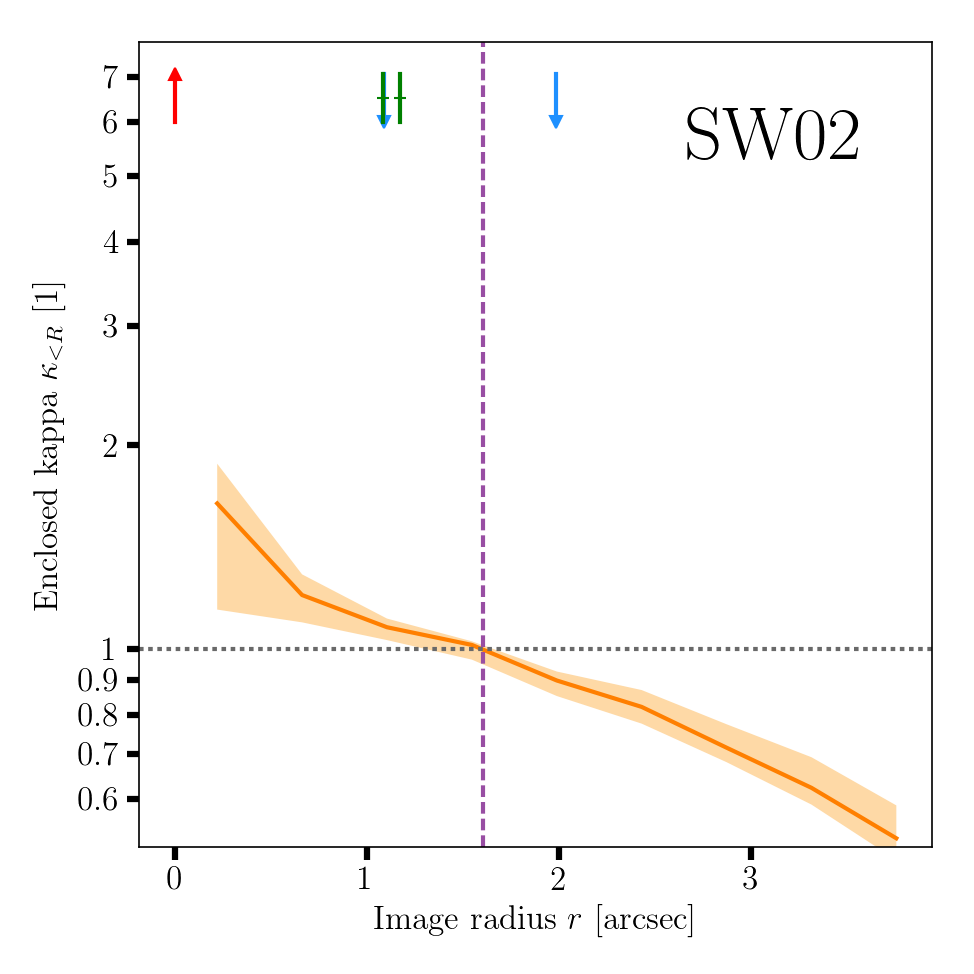 SW02
7
6
5
4
3
2
1
0.9
0.8
0.7
0.6
Enclosed kappa κ<R [1]
0 1 2 3
Image radius r [arcsec]